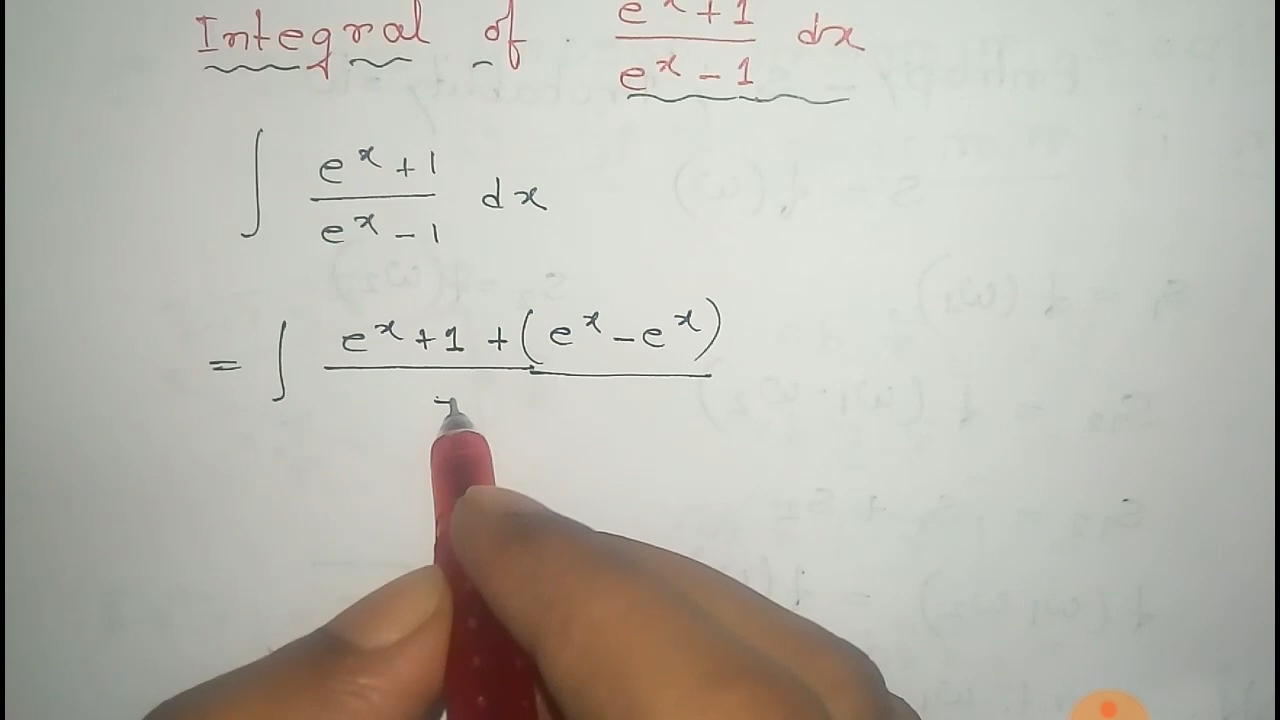 Integral of e^x+1 / e^x-1 dx
∫ e^x+1 / e^x-1 dx
= ∫ e^x+1+(e^x-e^x)